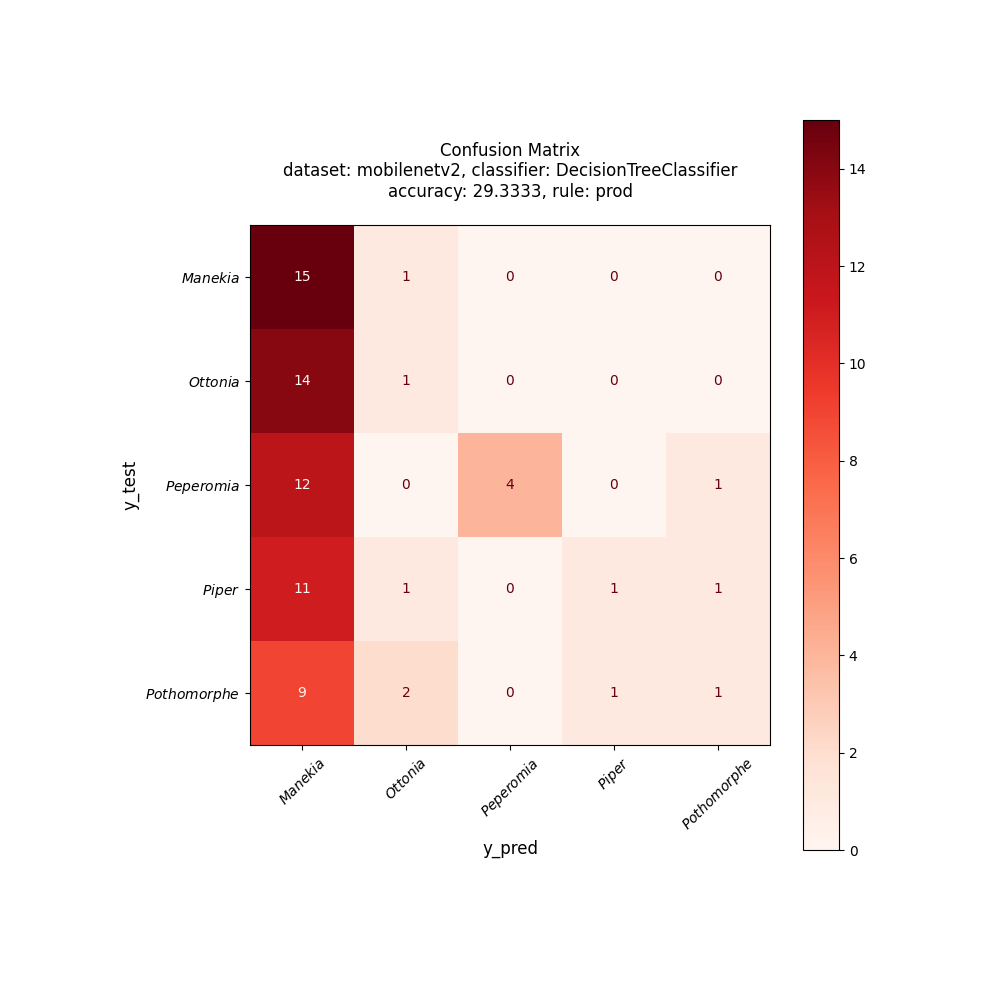 Confusion Matrix
dataset: mobilenetv2, classifier: DecisionTreeClassifier
accuracy: 29.3333, rule: prod
y_test
Manekia 15 1 0 0 0
Ottonia 14 1 0 0 0
Peperomia 12 0 4 0 1
Piper 11 1 0 1 1
Pothomorphe 9 2 0 1 1
Manekia Ottonia Peperomia Piper Pothomorphe
y_pred
14
12
10
8
6
4
2
0